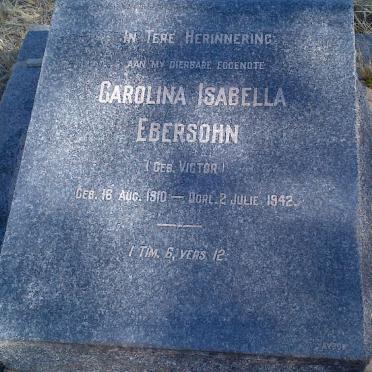 In Tere Herinnering
aan my dierbare eggenote
Carolina Isabella
Ebersohn
(geb. Victor)
Geb. 16 Aug. 1910 — Oorl. 2 Julie 1942.
1 Tim. 6, vers 12.